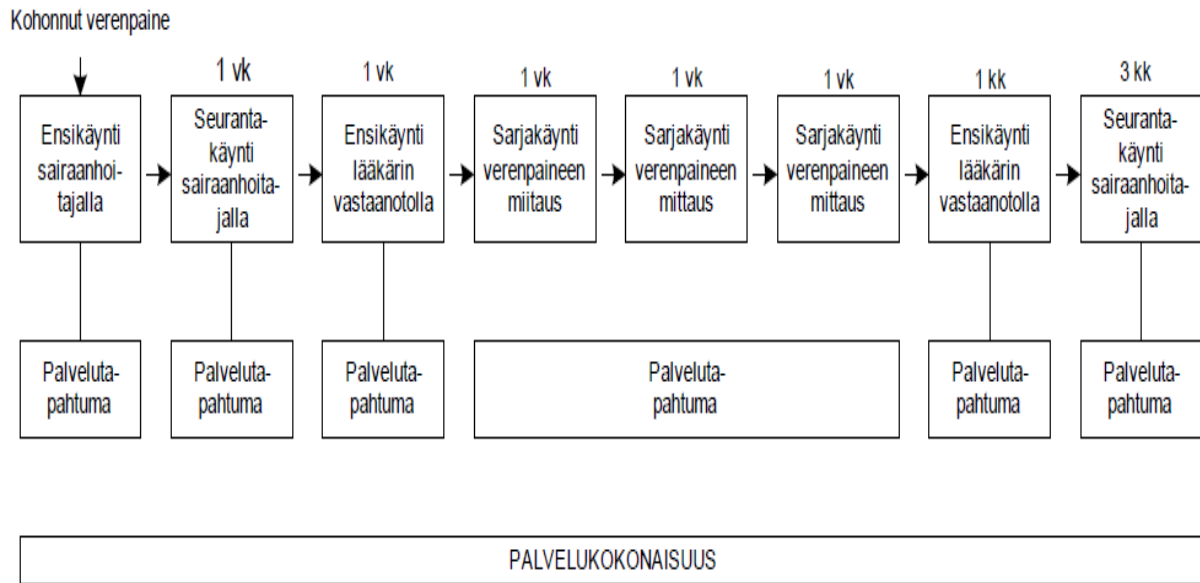 Kohonnut verenpaine
1 vk
1 vk
1 vk
1 vk
1 vk
1 kk
3 kk
Ensikäynti
sairaanhoi-
tajalla
Seuranta-
käynti
sairaanhoita-
jalla
Ensikäynti
lääkärin
vastaanotolla
Sarjakäynti
verenpaineen
miitaus
Sarjakäynti
verenpaineen
mittaus
Sarjakäynti
verenpaineen
mittaus
Ensikäynti
lääkärin
vastaanotolla
Seuranta-
käynti
sairaanhoita-
jalla
Palveluta-
pahtuma
Palveluta-
pahtuma
Palveluta-
pahtuma
Palveluta-
pahtuma
Palveluta-
pahtuma
Palveluta-
pahtuma
PALVELUKOKONAISUUS